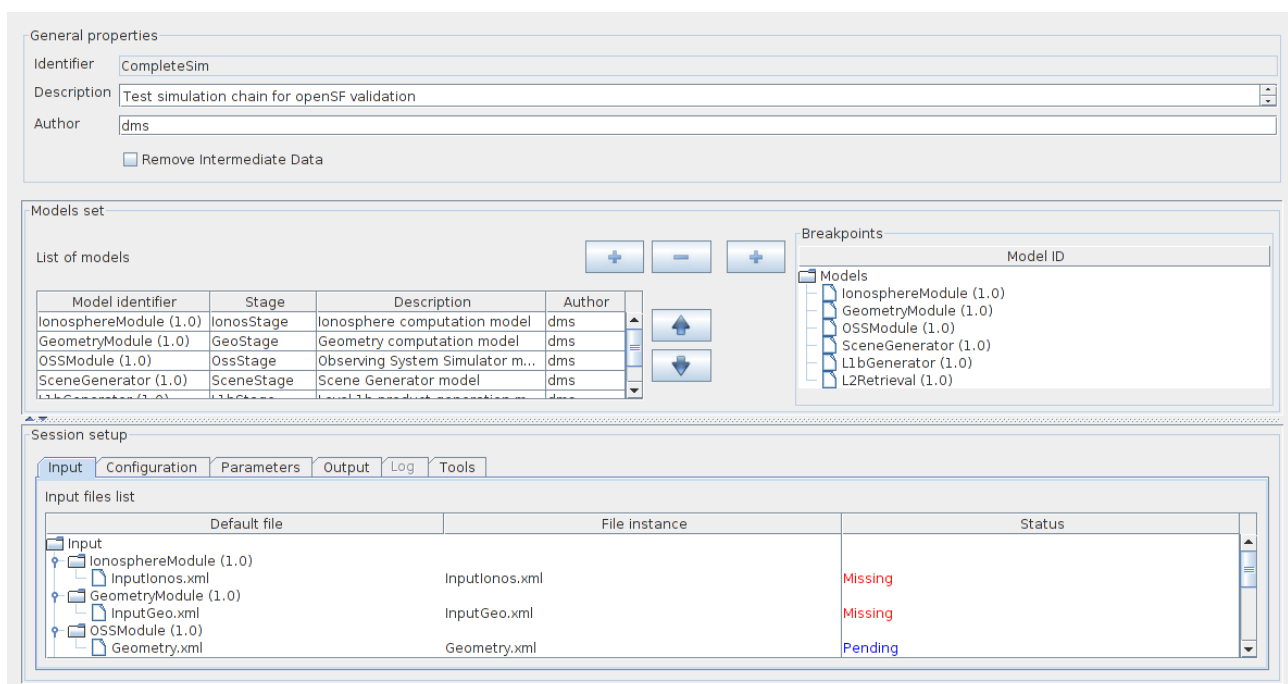 General properties
Identifier CompleteSim
Description Test simulation chain for openSF validation
Author dms
Remove Intermediate Data
Models set
List of models
Model identifier Stage Description Author
IonosphereModule (1.0) IonosStage Ionosphere computation model dms
GeometryModule (1.0) GeoStage Geometry computation model dms
OSSModule (1.0) OssStage Observing System Simulator m... dms
SceneGenerator (1.0) SceneStage Scene Generator model dms
Breakpoints
Model ID
Models
IonosphereModule (1.0)
GeometryModule (1.0)
OSSModule (1.0)
SceneGenerator (1.0)
L1bGenerator (1.0)
L2Retrieval (1.0)
Session setup
Input Configuration Parameters Output Log Tools
Input files list
Default file File instance Status
Input
IonosphereModule (1.0)
InputIonos.xml InputIonos.xml Missing
GeometryModule (1.0)
InputGeo.xml InputGeo.xml Missing
OSSModule (1.0)
Geometry.xml Geometry.xml Pending